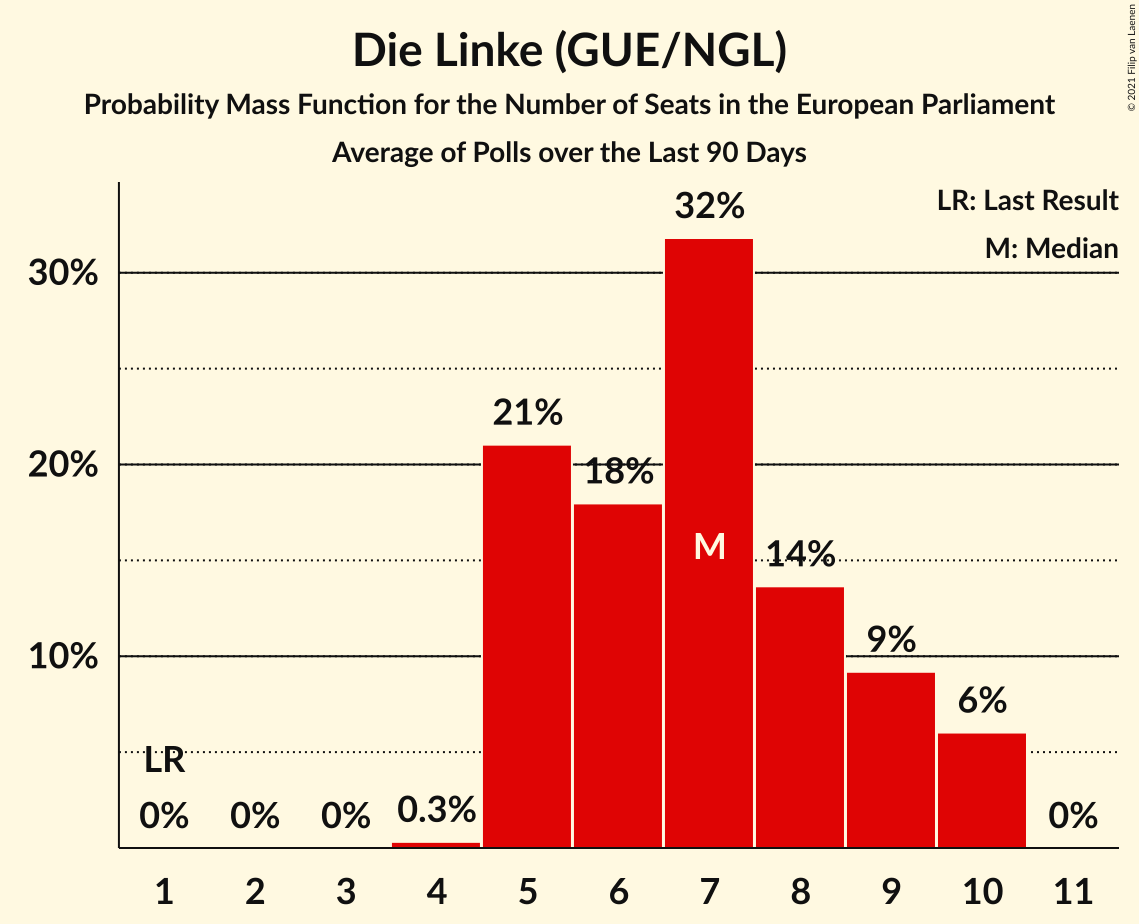 Die Linke (GUE/NGL)
Probability Mass Function for the Number of Seats in the European Parliament
Average of Polls over the Last 90 Days
© 2021 Filip van Laenen
LR: Last Result
M: Median
32%
30%
21%
20%
18%
M
14%
10%
9%
6%
LR
0%
0%
0%
0.3%
0%
1 2 3 4 5 6 7 8 9 10 11